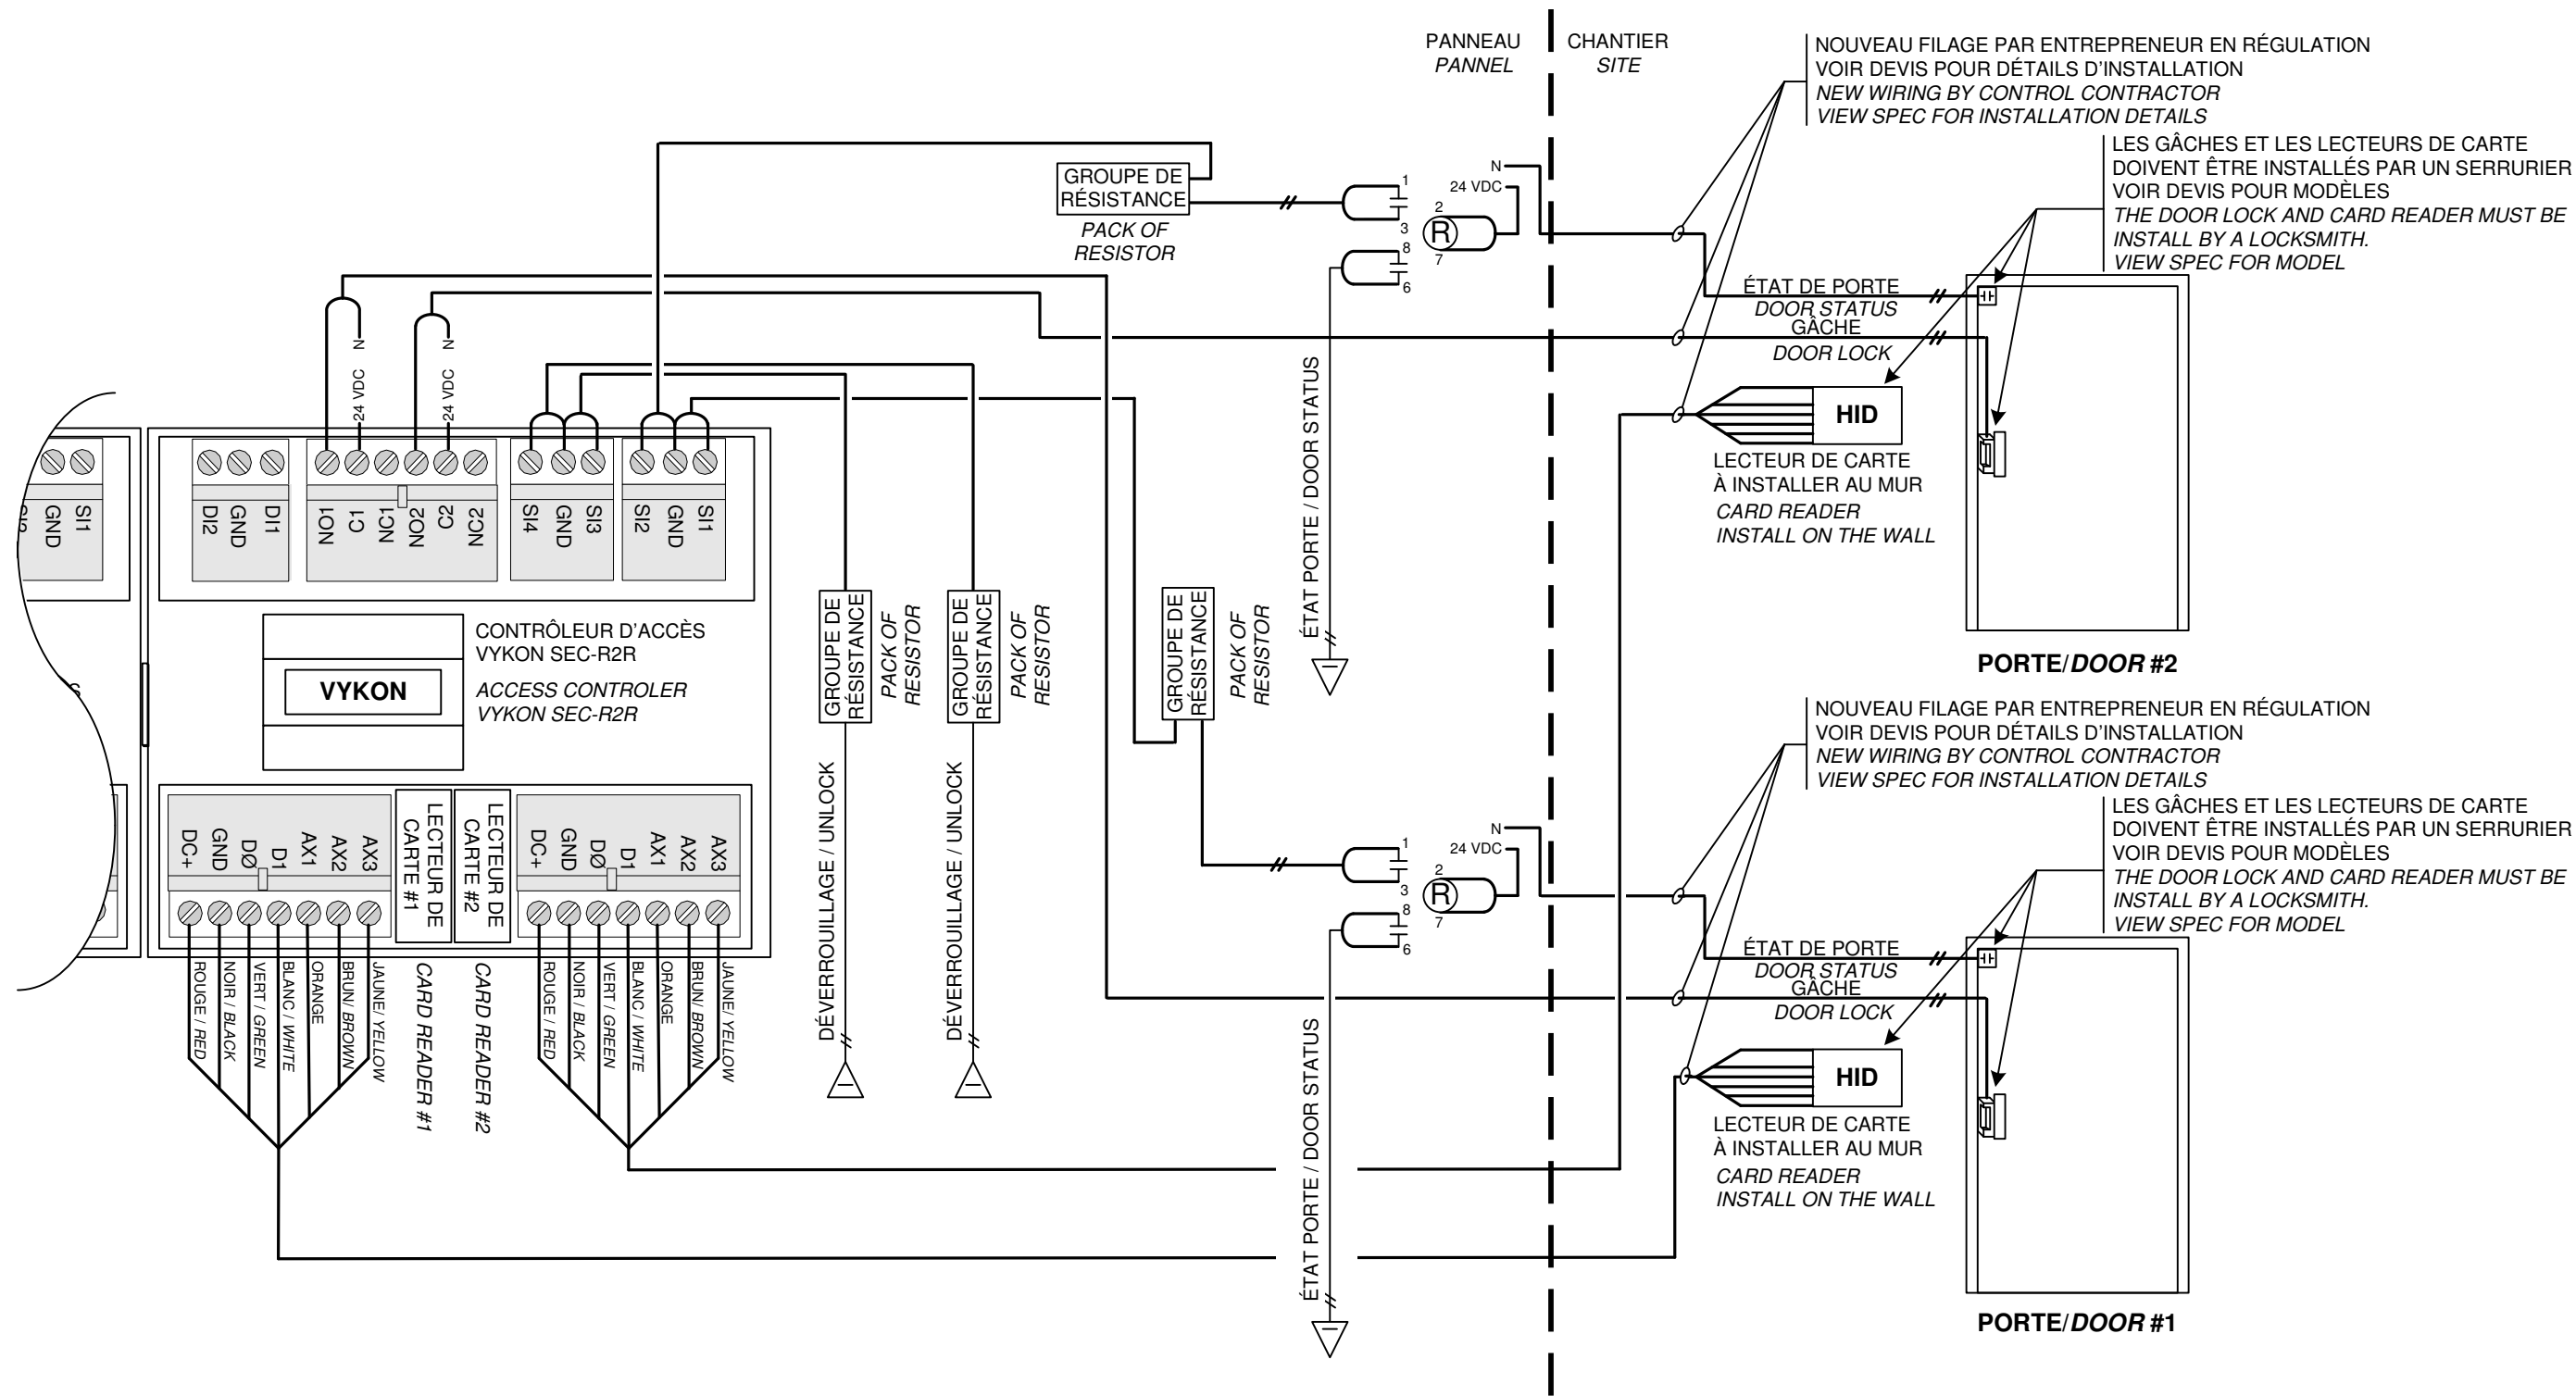 PANNEAU
PANNEL
CHANTIER
SITE
NOUVEAU FILAGE PAR ENTREPRENEUR EN RÉGULATION
VOIR DEVIS POUR DÉTAILS D'INSTALLATION
NEW WIRING BY CONTROL CONTRACTOR
VIEW SPEC FOR INSTALLATION DETAILS
LES GÂCHES ET LES LECTEURS DE CARTE
DOIVENT ÊTRE INSTALLÉS PAR UN SERRURIER
VOIR DEVIS POUR MODÈLES
THE DOOR LOCK AND CARD READER MUST BE
INSTALL BY A LOCKSMITH.
VIEW SPEC FOR MODEL
GROUPE DE
RÉSISTANCE
PACK OF
RESISTOR
N
24 VDC
1
3
2
R
7
8
6
ÉTAT DE PORTE
DOOR STATUS
GÂCHE
DOOR LOCK
HID
LECTEUR DE CARTE
À INSTALLER AU MUR
CARD READER
INSTALL ON THE WALL
PORTE/DOOR #2
ÉTAT PORTE / DOOR STATUS
24 VDC N
24 VDC N
GND
SI1
DI2
GND
DI1
NO1
C1
NC1
NO2
C2
NC2
SI4
GND
SI3
SI2
GND
SI1
CONTRÔLEUR D'ACCÈS
VYKON SEC-R2R
VYKON
ACCESS CONTROLER
VYKON SEC-R2R
GROUPE DE
RÉSISTANCE
PACK OF
RESISTOR
GROUPE DE
RÉSISTANCE
PACK OF
RESISTOR
GROUPE DE
RÉSISTANCE
PACK OF
RESISTOR
DÉVERROUILLAGE / UNLOCK
DÉVERROUILLAGE / UNLOCK
DC+
GND
DØ
D1
AX1
AX2
AX3
LECTEUR DE
CARTE #1
LECTEUR DE
CARTE #2
DC+
GND
DØ
D1
AX1
AX2
AX3
ROUGE / RED
NOIR / BLACK
VERT / GREEN
BLANC / WHITE
ORANGE
BRUN/ BROWN
JAUNE/ YELLOW
CARD READER #1
CARD READER #2
ROUGE / RED
NOIR / BLACK
VERT / GREEN
BLANC / WHITE
ORANGE
BRUN/ BROWN
JAUNE/ YELLOW
NOUVEAU FILAGE PAR ENTREPRENEUR EN RÉGULATION
VOIR DEVIS POUR DÉTAILS D'INSTALLATION
NEW WIRING BY CONTROL CONTRACTOR
VIEW SPEC FOR INSTALLATION DETAILS
LES GÂCHES ET LES LECTEURS DE CARTE
DOIVENT ÊTRE INSTALLÉS PAR UN SERRURIER
VOIR DEVIS POUR MODÈLES
THE DOOR LOCK AND CARD READER MUST BE
INSTALL BY A LOCKSMITH.
VIEW SPEC FOR MODEL
N
24 VDC
1
3
2
R
7
8
6
ÉTAT DE PORTE
DOOR STATUS
GÂCHE
DOOR LOCK
HID
LECTEUR DE CARTE
À INSTALLER AU MUR
CARD READER
INSTALL ON THE WALL
ÉTAT PORTE / DOOR STATUS
PORTE/DOOR #1